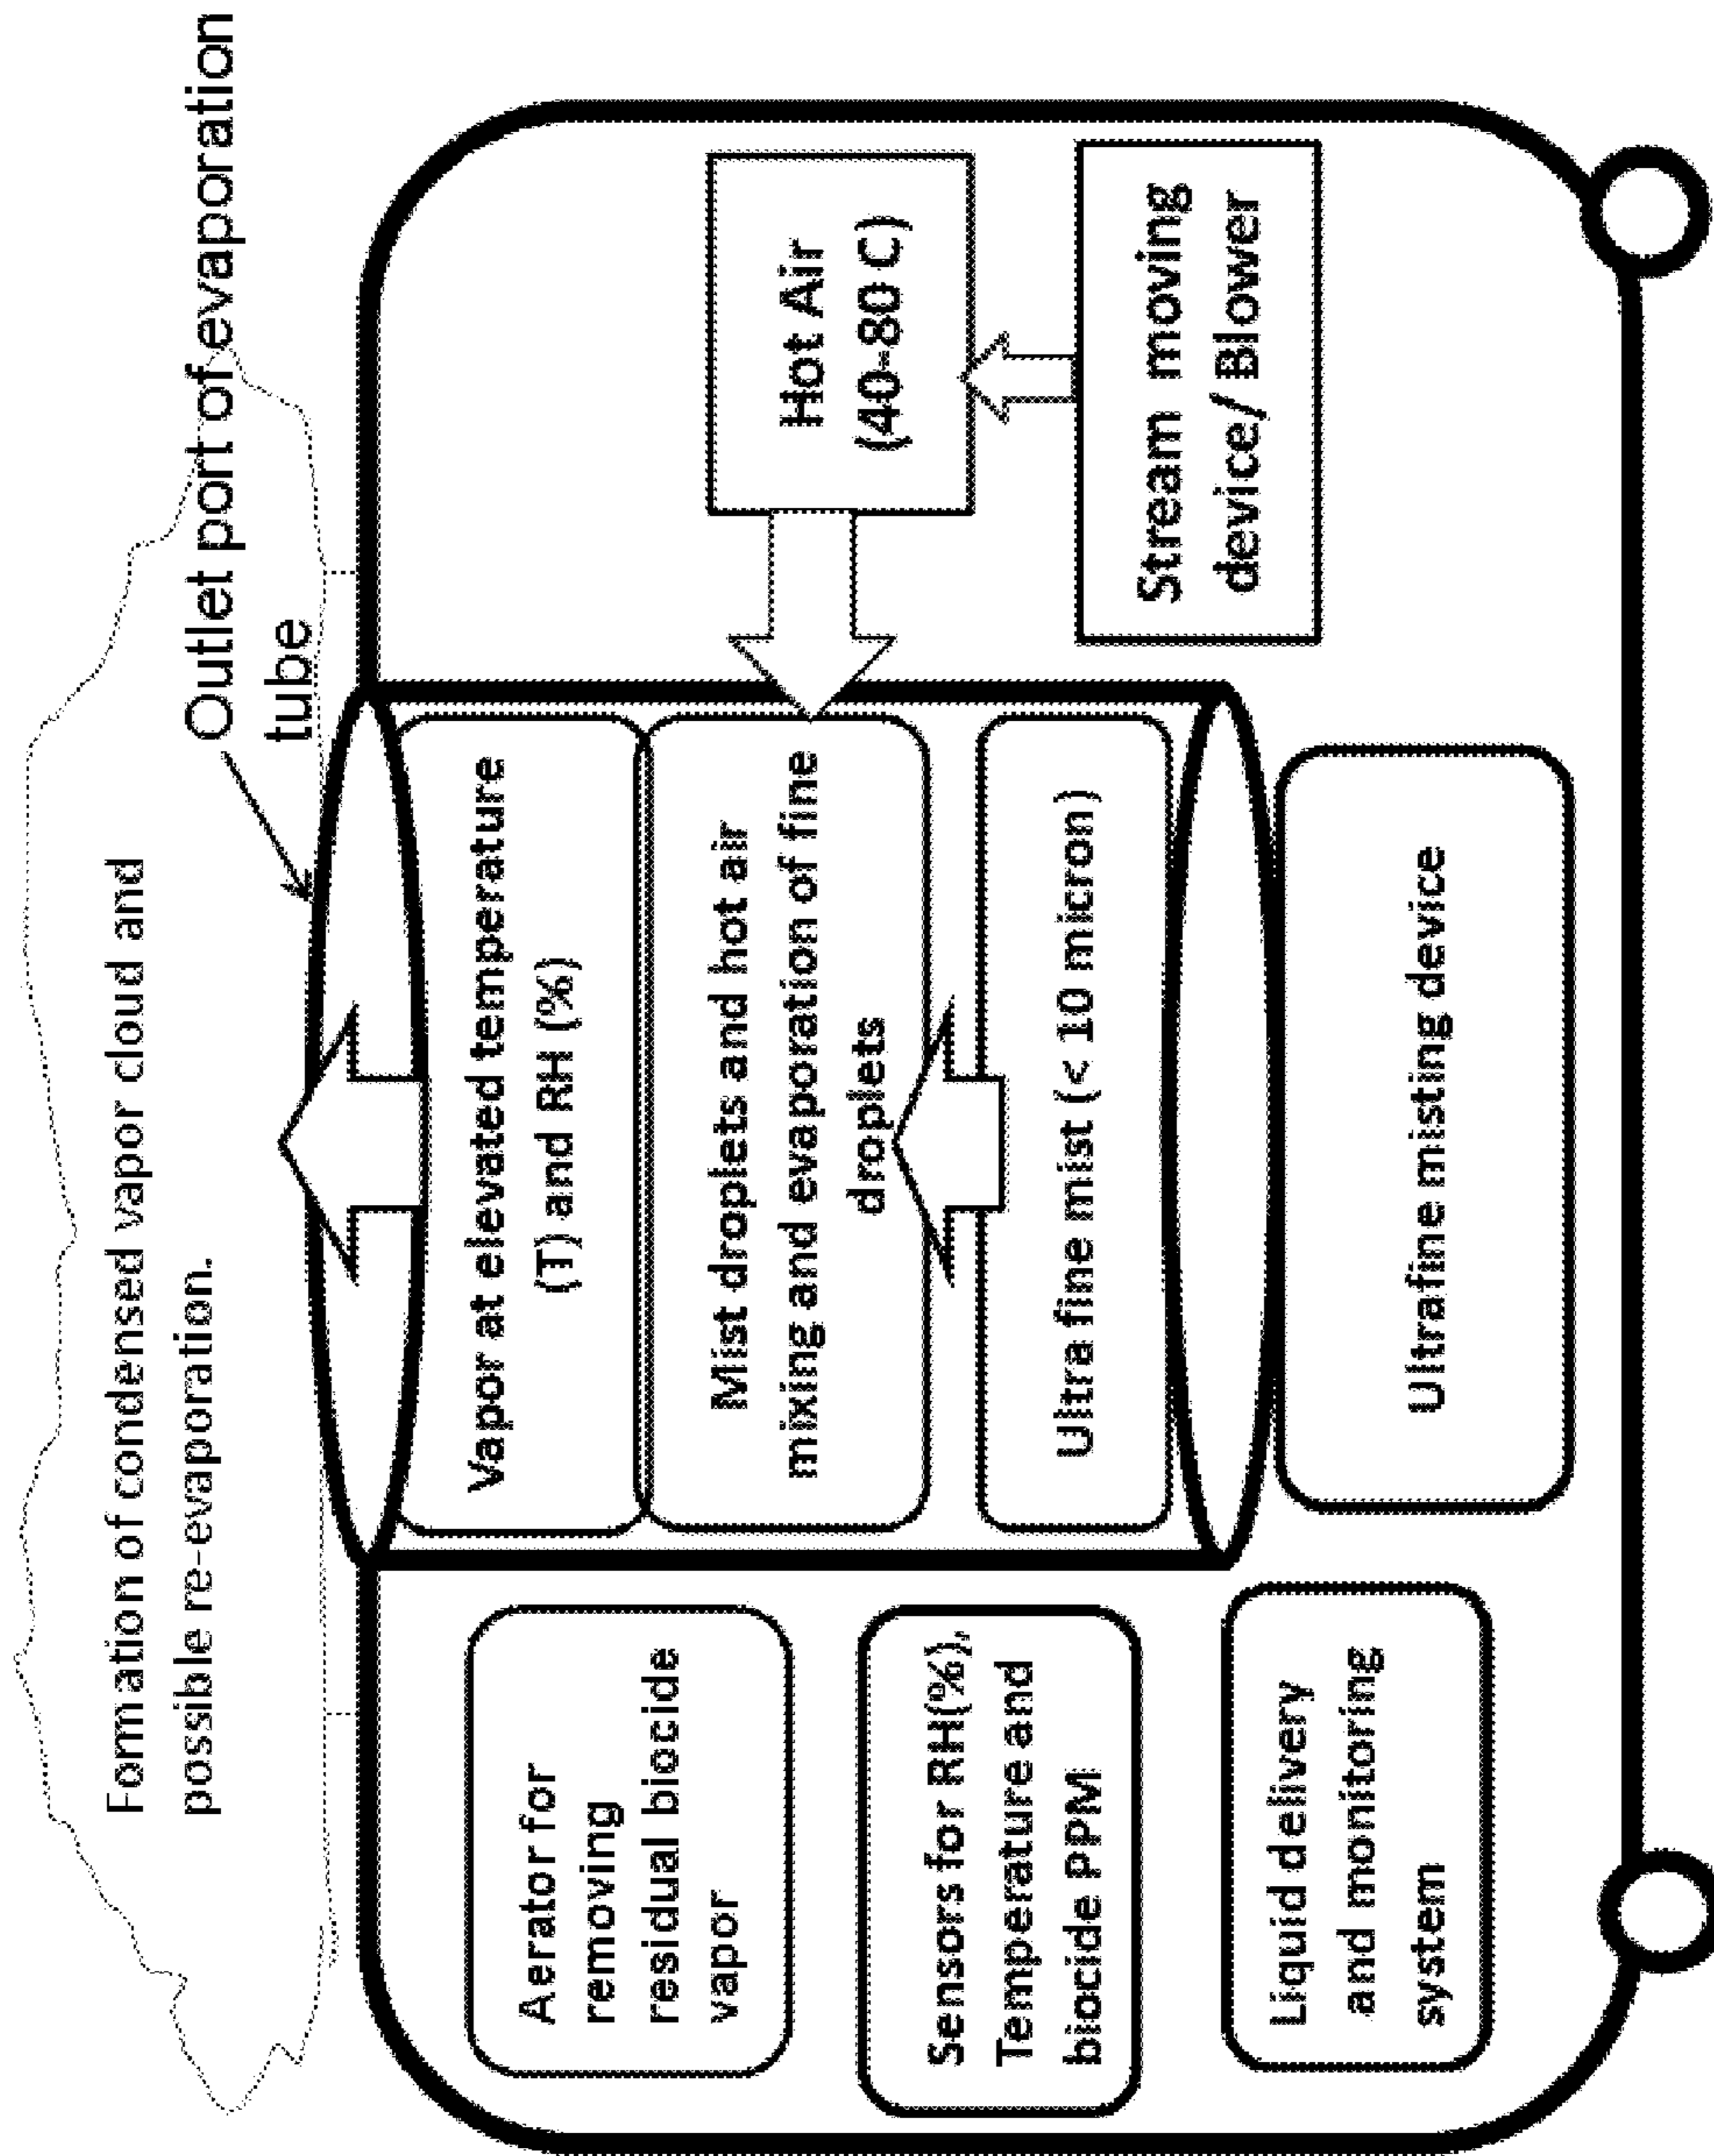 Formation of condensed vapor cloud and
possible re-evaporation.
Outlet port of evaporation
tube
Aerator for
removing
residual biocide
vapor
Sensors for RH(%),
Temperature and
biocide PPM
Liquid delivery
and monitoring
system
Vapor at elevated temperature
(T) and RH (%)
Mist droplets and hot air
mixing and evaporation of fine
droplets
Ultra fine mist (< 10 micron)
Ultrafine misting device
Hot Air
(40-80 C)
Stream moving
device/ Blower